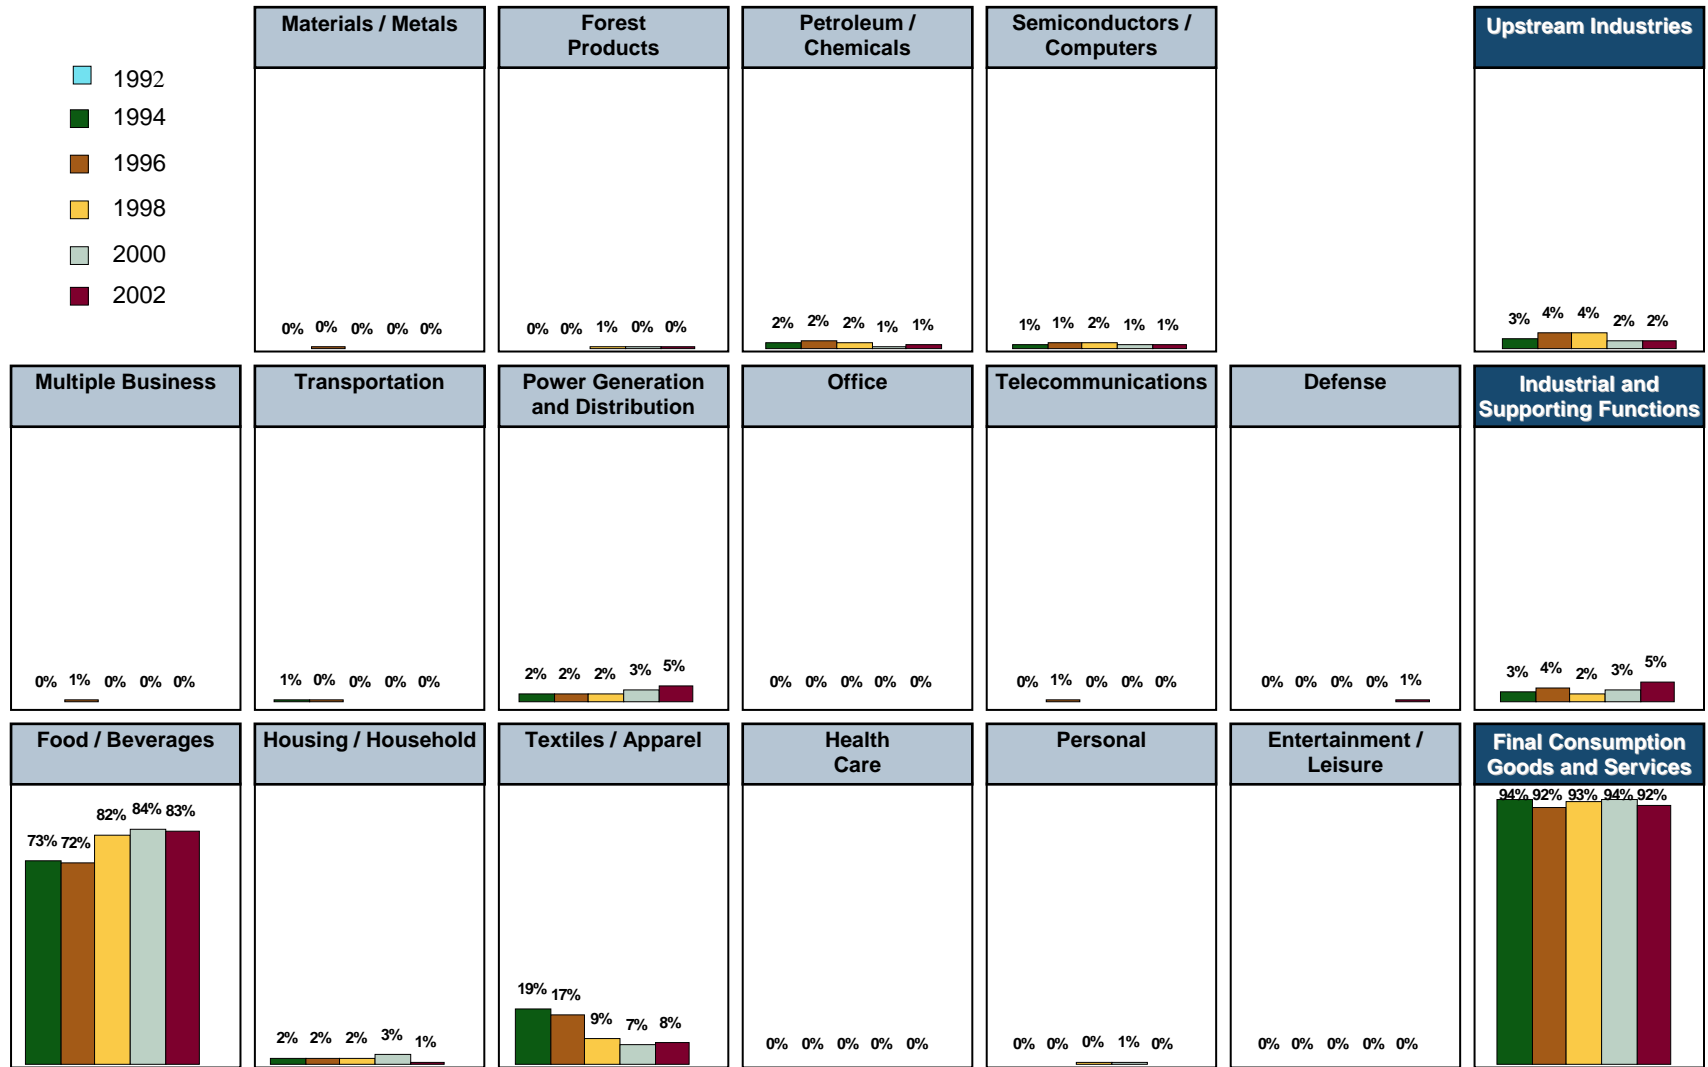 Materials / Metals
Forest
Products
Petroleum /
Chemicals
Semiconductors /
Computers
Upstream Industries
1992
1994
1996
1998
2000
2002
0% 0% 0% 0% 0%
0% 0% 1% 0% 0%
2% 2% 2% 1% 1%
1% 1% 2% 1% 1%
3% 4% 4% 2% 2%
Multiple Business
Transportation
Power Generation
and Distribution
Office
Telecommunications
Defense
Industrial and
Supporting Functions
0% 1% 0% 0% 0%
1% 0% 0% 0% 0%
2% 2% 2% 3% 5%
0% 0% 0% 0% 0%
0% 1% 0% 0% 0%
0% 0% 0% 0% 1%
3% 4% 2% 3% 5%
Food / Beverages
Housing / Household
Textiles / Apparel
Health
Care
Personal
Entertainment /
Leisure
Final Consumption
Goods and Services
73% 72% 82% 84% 83%
2% 2% 2% 3% 1%
19% 17% 9% 7% 8%
0% 0% 0% 0% 0%
0% 0% 0% 1% 0%
0% 0% 0% 0% 0%
94% 92% 93% 94% 92%